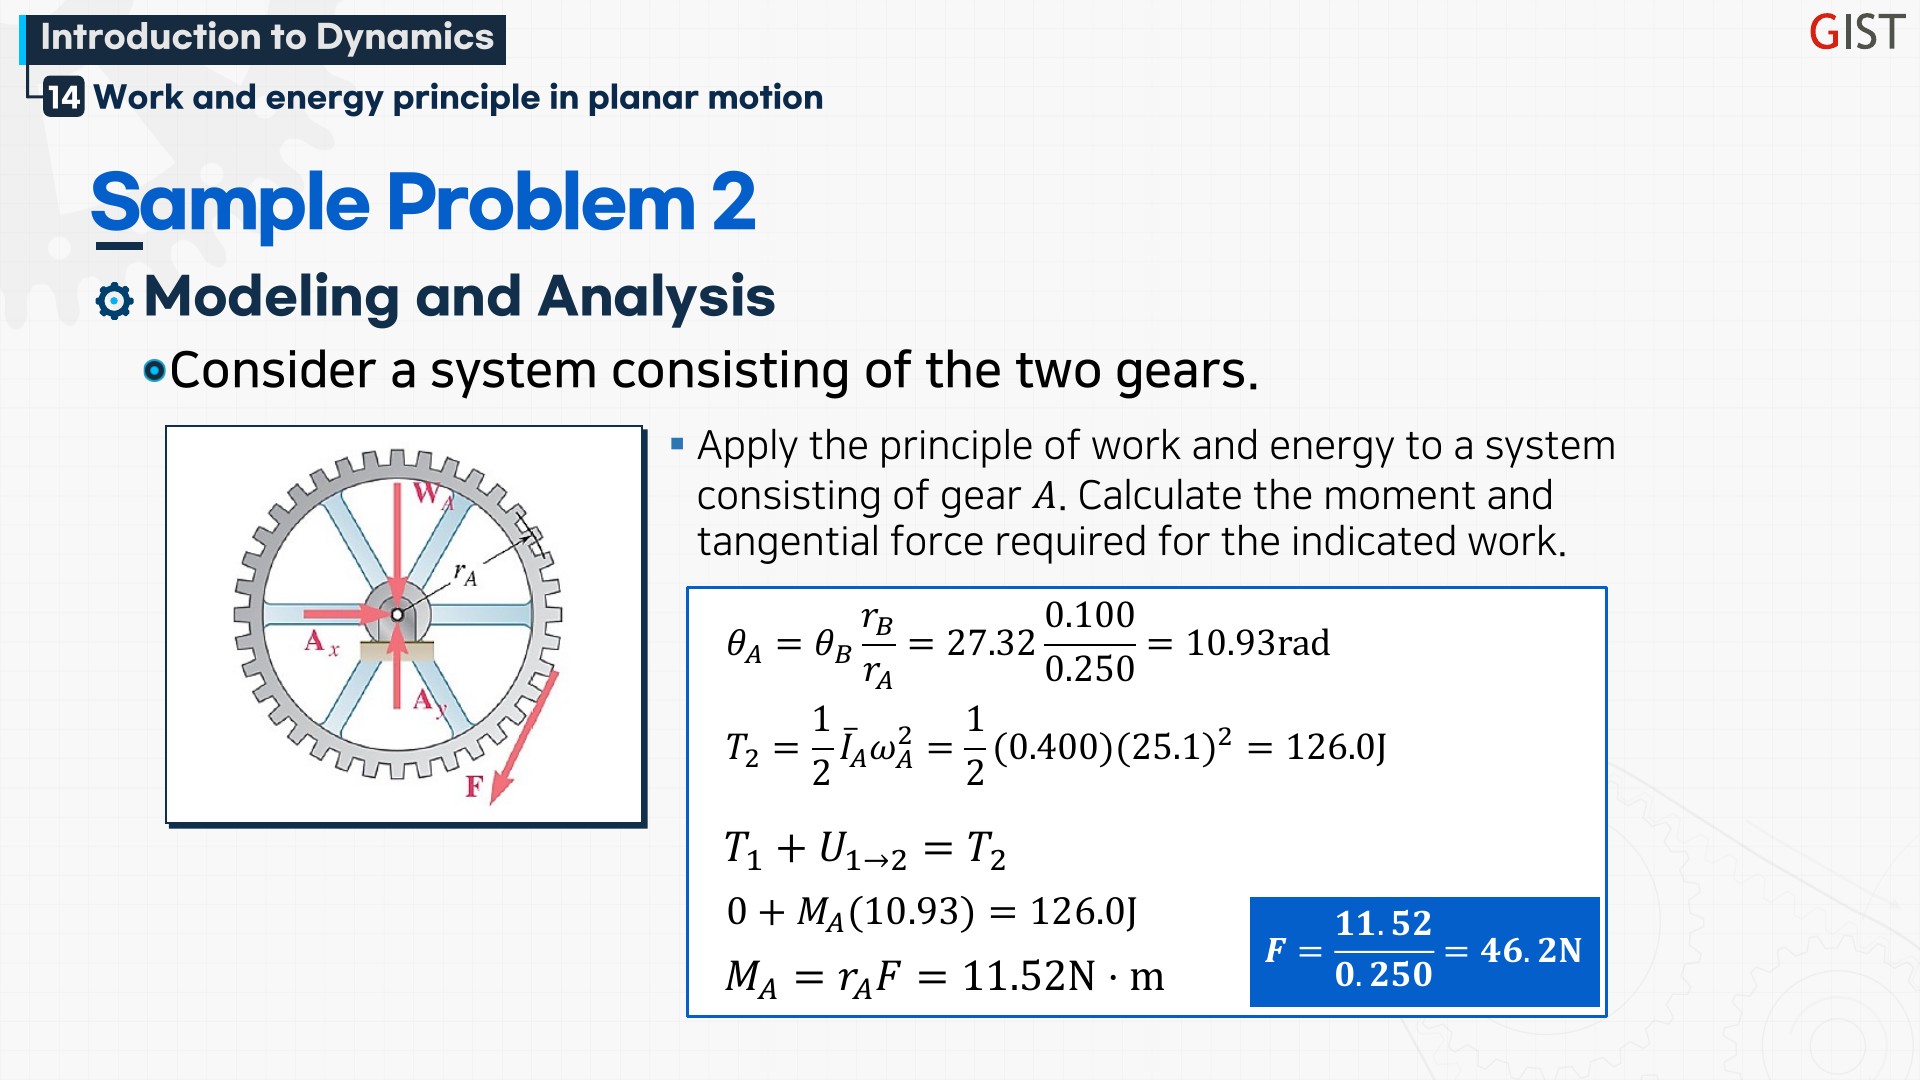 Introduction to Dynamics
GIST
14 Work and energy principle in planar motion
Sample Problem 2
Modeling and Analysis
Consider a system consisting of the two gears.
W_A
r_A
A_x
A_y
F
▪ Apply the principle of work and energy to a system
consisting of gear A. Calculate the moment and
tangential force required for the indicated work.
θ_A = θ_B r_B/r_A = 27.32 0.100/0.250 = 10.93rad
T_2 = 1/2 Ī_A ω_A^2 = 1/2 (0.400)(25.1)² = 126.0J
T_1 + U_{1→2} = T_2
0 + M_A(10.93) = 126.0J
M_A = r_A F = 11.52N · m
F = 11.52/0.250 = 46.2N